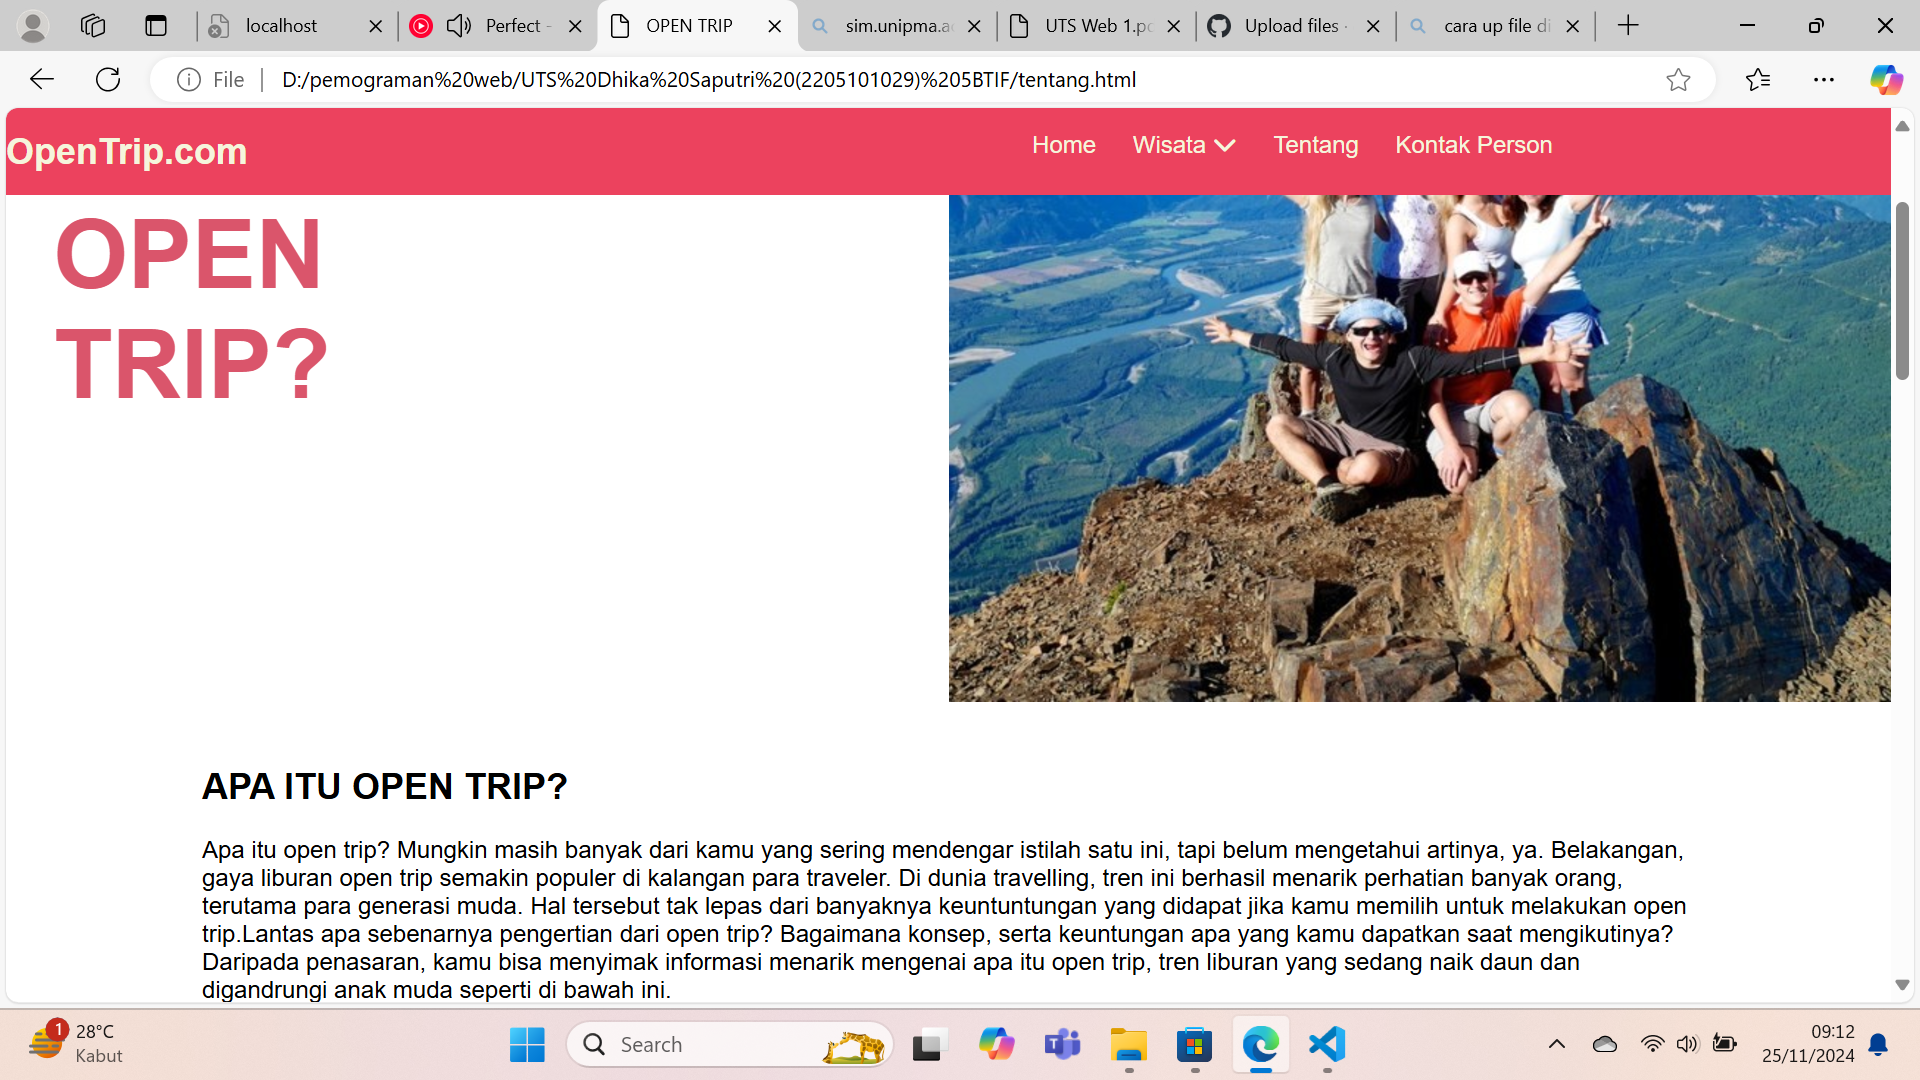 localhost
Perfect -
OPEN TRIP
sim.unipma.ac
UTS Web 1.pd
Upload files ·
cara up file di
File
D:/pemograman%20web/UTS%20Dhika%20Saputri%20(2205101029)%205BTIF/tentang.html
OpenTrip.com
Home
Wisata
Tentang
Kontak Person
OPEN
TRIP?
APA ITU OPEN TRIP?
Apa itu open trip? Mungkin masih banyak dari kamu yang sering mendengar istilah satu ini, tapi belum mengetahui artinya, ya. Belakangan,
gaya liburan open trip semakin populer di kalangan para traveler. Di dunia travelling, tren ini berhasil menarik perhatian banyak orang,
terutama para generasi muda. Hal tersebut tak lepas dari banyaknya keuntuntungan yang didapat jika kamu memilih untuk melakukan open
trip.Lantas apa sebenarnya pengertian dari open trip? Bagaimana konsep, serta keuntungan apa yang kamu dapatkan saat mengikutinya?
Daripada penasaran, kamu bisa menyimak informasi menarik mengenai apa itu open trip, tren liburan yang sedang naik daun dan
digandrungi anak muda seperti di bawah ini.
1
28°C
Kabut
Search
09:12
25/11/2024